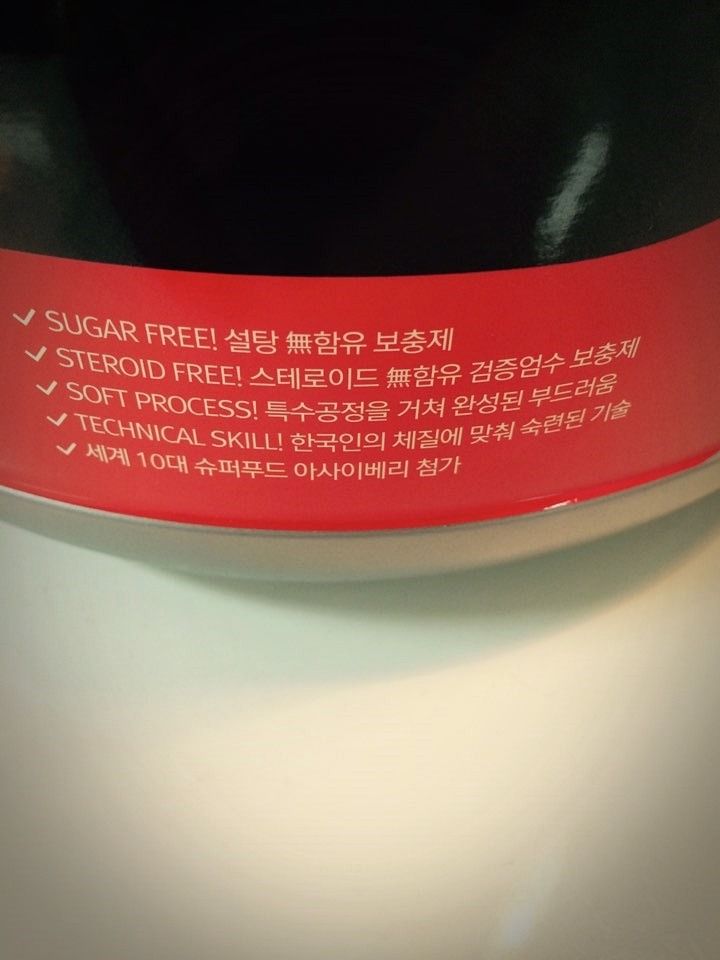 ✓ SUGAR FREE! 설탕 無함유 보충제
✓ STEROID FREE! 스테로이드 無함유 검증엄수 보충제
✓ SOFT PROCESS! 특수공정을 거쳐 완성된 부드러움
✓ TECHNICAL SKILL! 한국인의 체질에 맞춰 숙련된 기술
✓ 세계 10대 슈퍼푸드 아사이베리 첨가